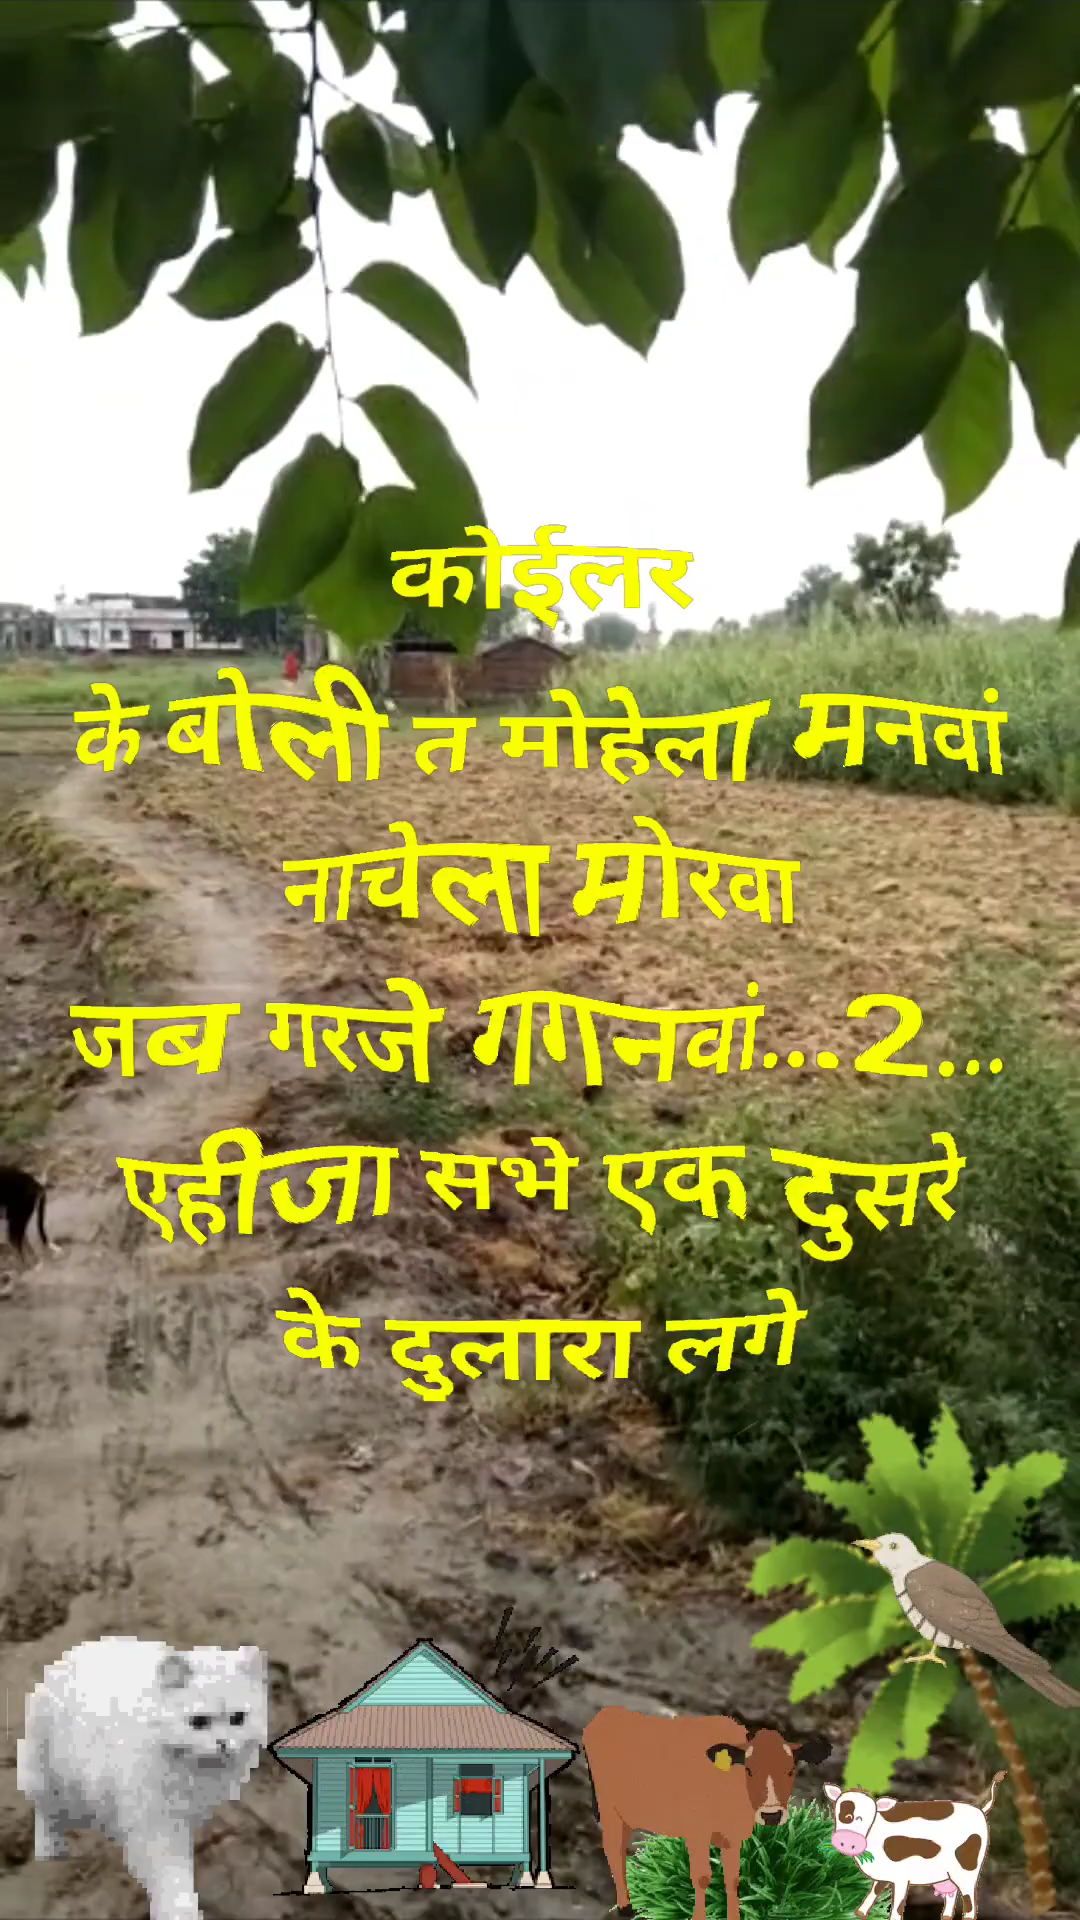 कोईलर
के बोली त मोहेला मनवां
नाचेला मोरवा
जब गरजे गगनवां...2...
एहीजा सभे एक दुसरे
के दुलारा लगे